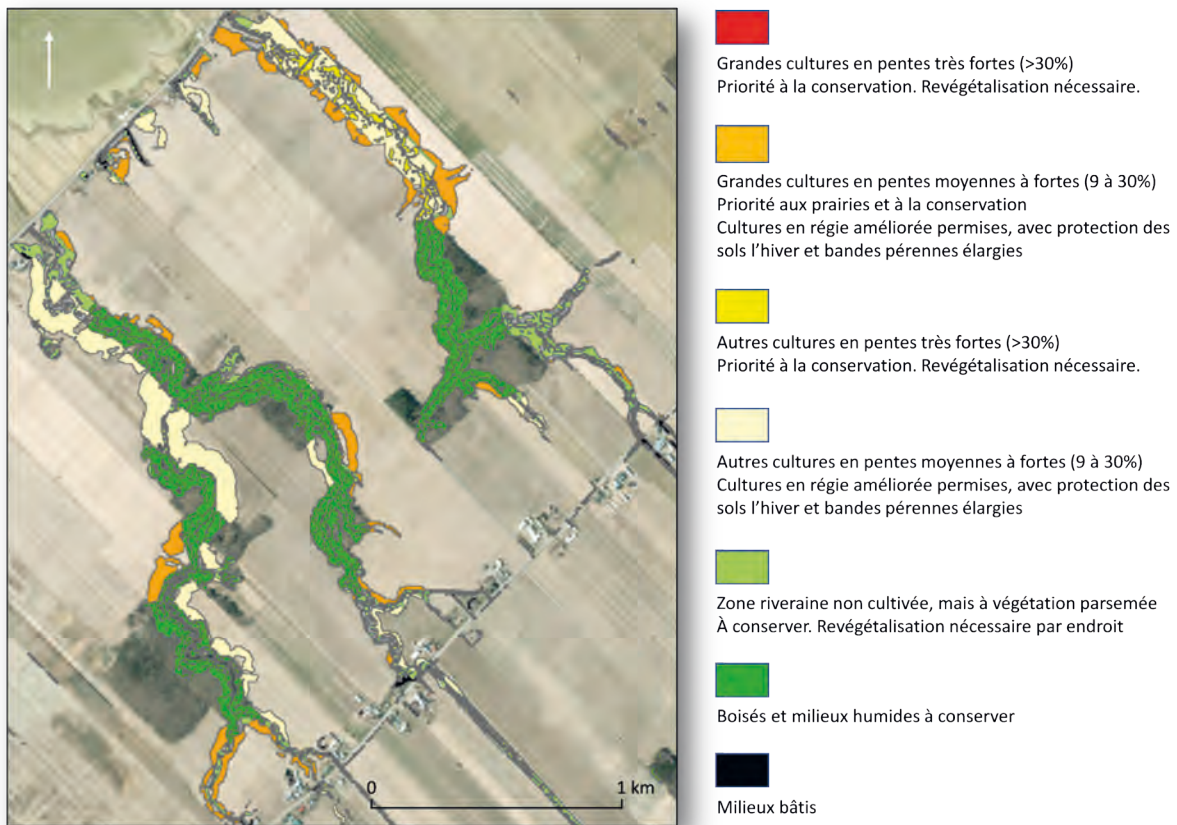 Grandes cultures en pentes très fortes (>30%)
Priorité à la conservation. Revégétalisation nécessaire.
Grandes cultures en pentes moyennes à fortes (9 à 30%)
Priorité aux prairies et à la conservation
Cultures en régie améliorée permises, avec protection des
sols l’hiver et bandes pérennes élargies
Autres cultures en pentes très fortes (>30%)
Priorité à la conservation. Revégétalisation nécessaire.
Autres cultures en pentes moyennes à fortes (9 à 30%)
Cultures en régie améliorée permises, avec protection des
sols l’hiver et bandes pérennes élargies
Zone riveraine non cultivée, mais à végétation parsemée
À conserver. Revégétalisation nécessaire par endroit
Boisés et milieux humides à conserver
Milieux bâtis
0 1 km